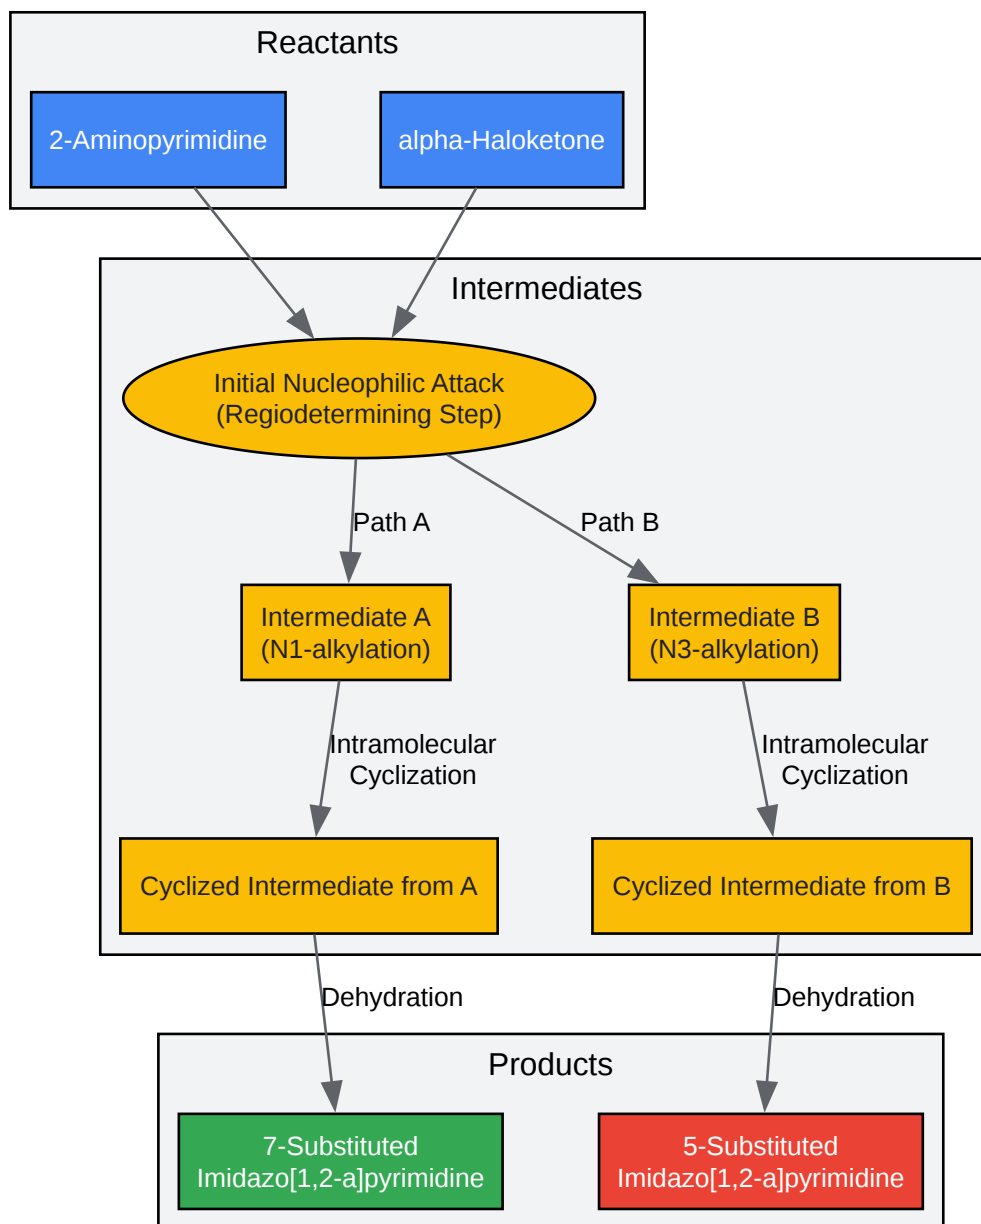 Reactants
2-Aminopyrimidine
alpha-Haloketone
Intermediates
Initial Nucleophilic Attack
(Regiodetermining Step)
Path A
Path B
Intermediate A
(N1-alkylation)
Intermediate B
(N3-alkylation)
Intramolecular
Cyclization
Intramolecular
Cyclization
Cyclized Intermediate from A
Cyclized Intermediate from B
Dehydration
Dehydration
Products
7-Substituted
Imidazo[1,2-a]pyrimidine
5-Substituted
Imidazo[1,2-a]pyrimidine